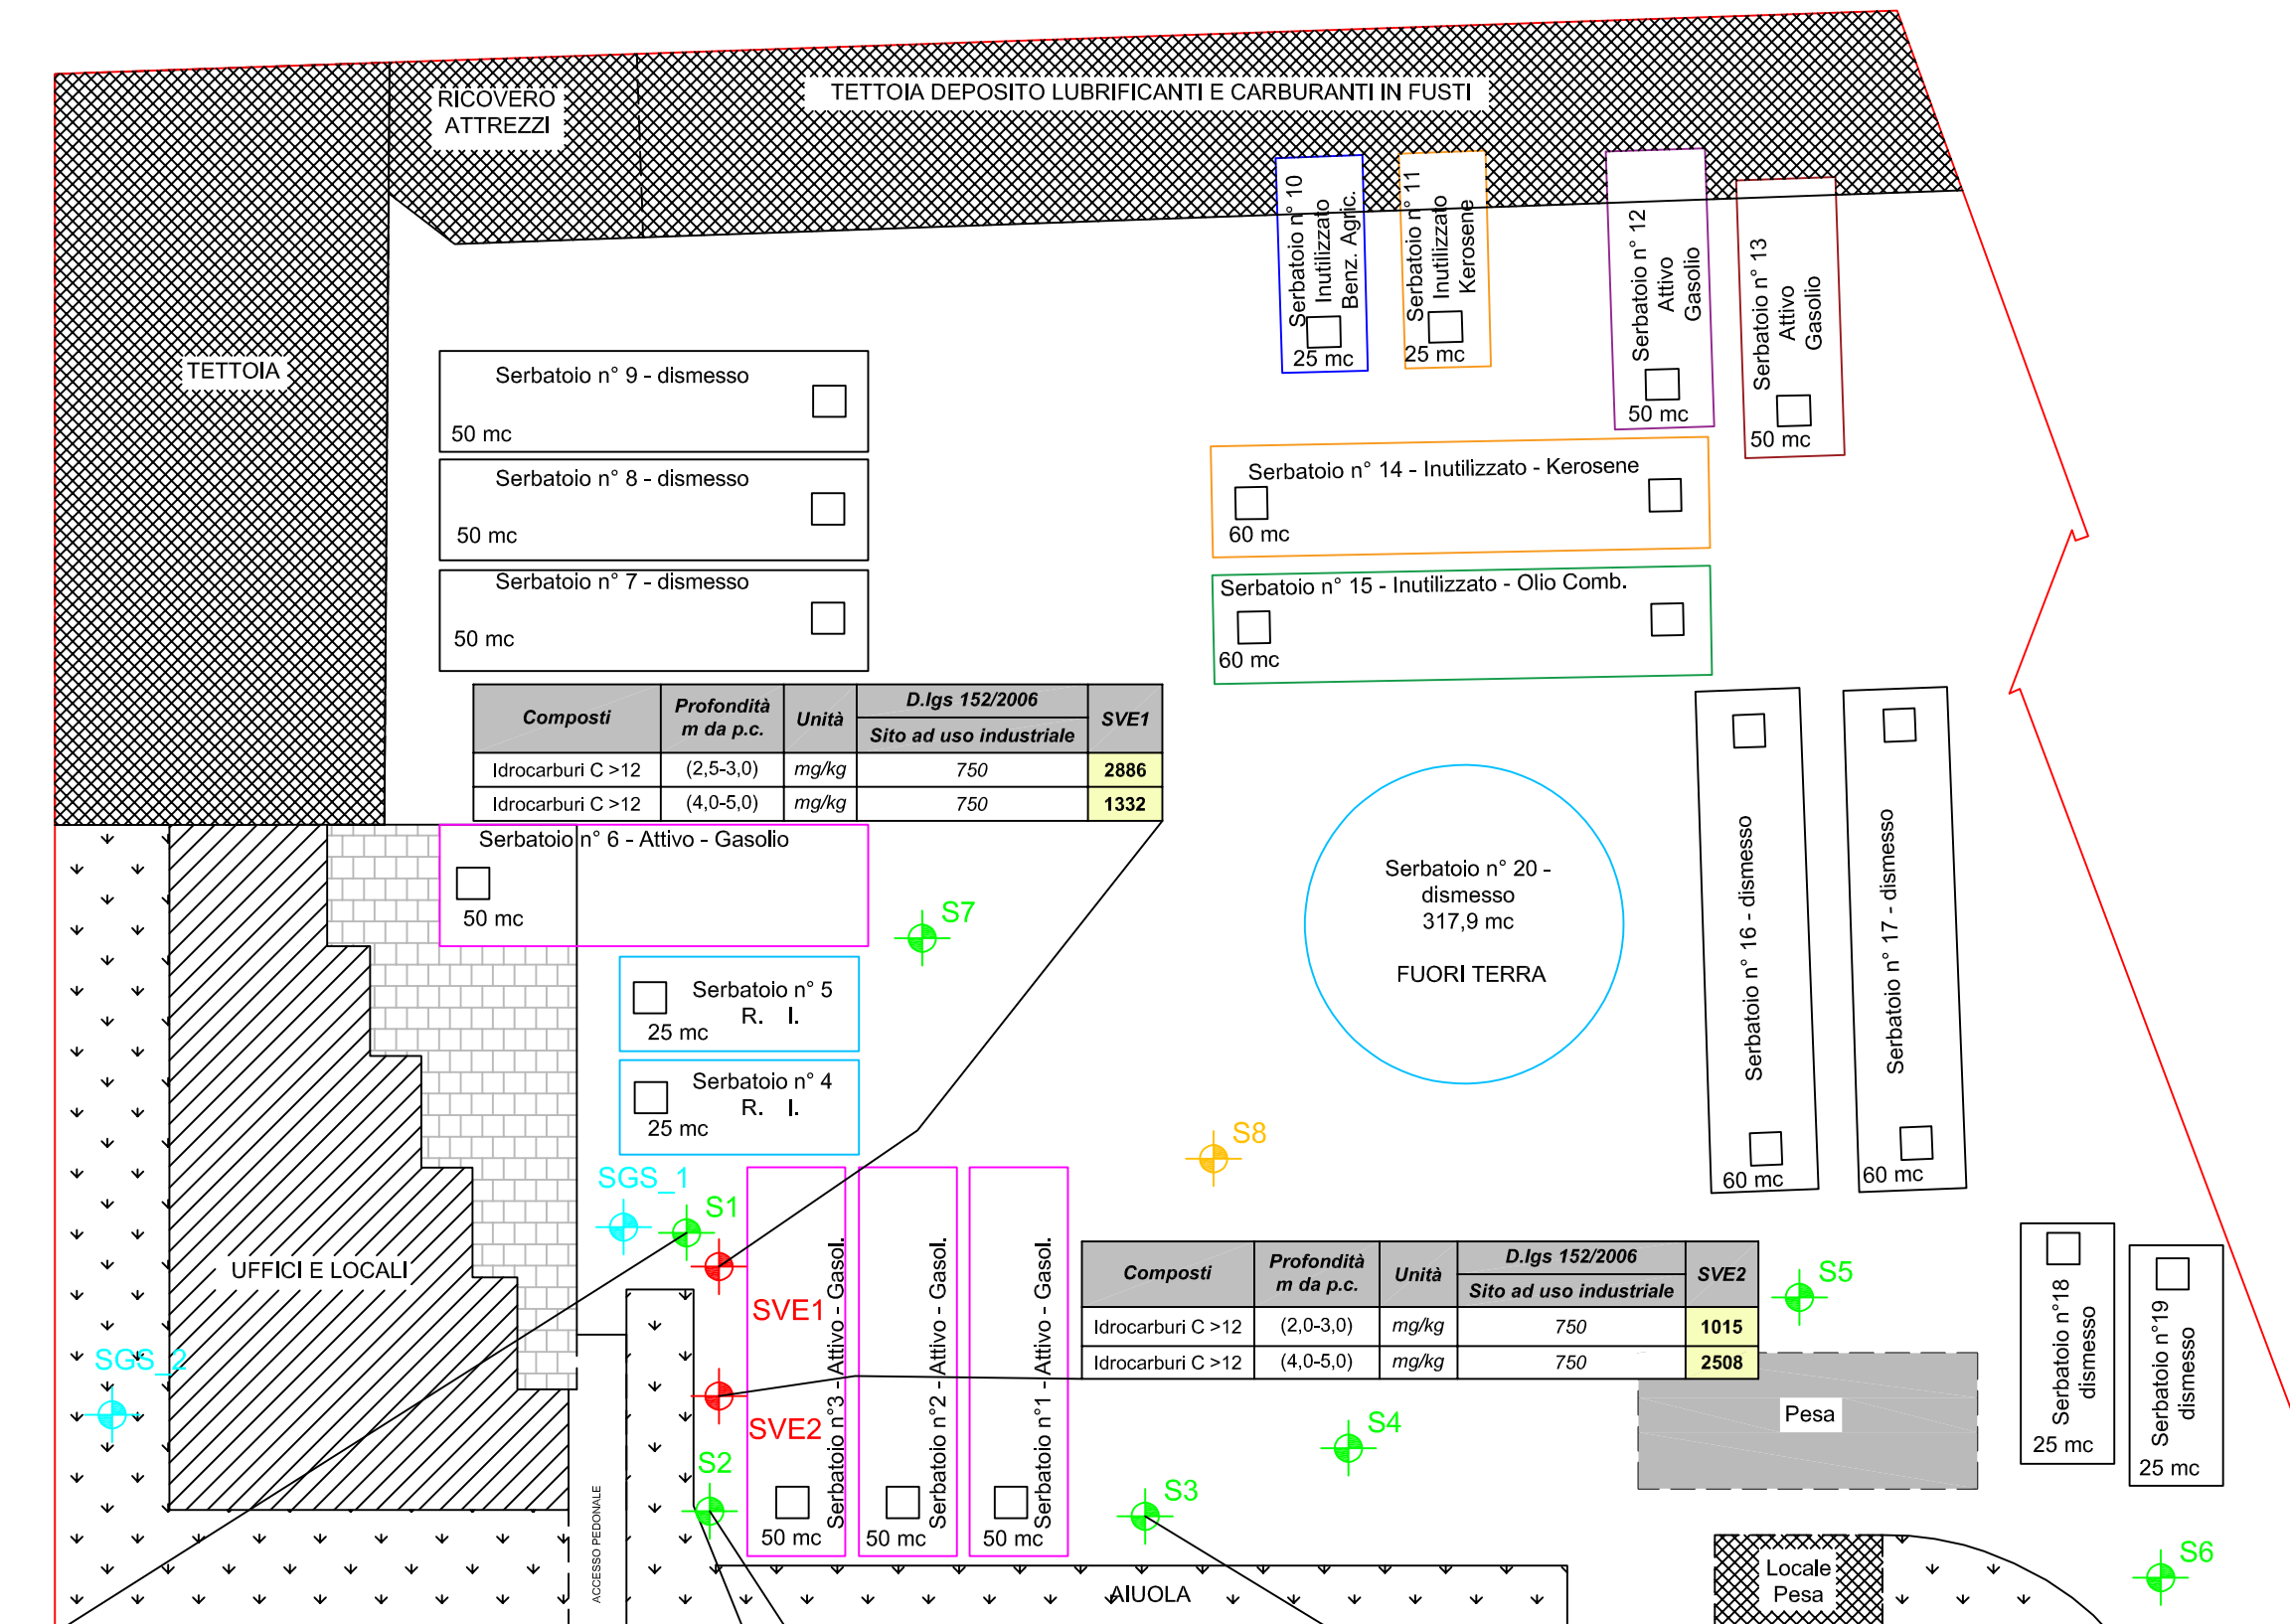 RICOVERO
ATTREZZI
TETTOIA DEPOSITO LUBRIFICANTI E CARBURANTI IN FUSTI
TETTOIA
Serbatoio n° 10
Inutilizzato
Benz. Agric.
25 mc
Serbatoio n° 11
Inutilizzato
Kerosene
25 mc
Serbatoio n° 12
Attivo
Gasolio
50 mc
Serbatoio n° 13
Attivo
Gasolio
50 mc
Serbatoio n° 9 - dismesso
50 mc
Serbatoio n° 8 - dismesso
50 mc
Serbatoio n° 7 - dismesso
50 mc
Serbatoio n° 14 - Inutilizzato - Kerosene
60 mc
Serbatoio n° 15 - Inutilizzato - Olio Comb.
60 mc
Composti Profondità m da p.c. Unità D.lgs 152/2006 Sito ad uso industriale SVE1
Idrocarburi C >12 (2,5-3,0) mg/kg 750 2886
Idrocarburi C >12 (4,0-5,0) mg/kg 750 1332
Serbatoio n° 6 - Attivo - Gasolio
50 mc
S7
Serbatoio n° 20 -
dismesso
317,9 mc
FUORI TERRA
Serbatoio n° 16 - dismesso
60 mc
Serbatoio n° 17 - dismesso
60 mc
Serbatoio n° 5
R. I.
25 mc
Serbatoio n° 4
R. I.
25 mc
S8
SGS_1
S1
UFFICI E LOCALI
SVE1
SGS_2
SVE2
S2
Serbatoio n°3 - Attivo - Gasol.
50 mc
Serbatoio n°2 - Attivo - Gasol.
50 mc
Serbatoio n°1 - Attivo - Gasol.
50 mc
Composti Profondità m da p.c. Unità D.lgs 152/2006 Sito ad uso industriale SVE2
Idrocarburi C >12 (2,0-3,0) mg/kg 750 1015
Idrocarburi C >12 (4,0-5,0) mg/kg 750 2508
S5
Serbatoio n°18
dismesso
25 mc
Serbatoio n°19
dismesso
25 mc
Pesa
S4
S3
ACCESSO PEDONALE
AIUOLA
Locale
Pesa
S6